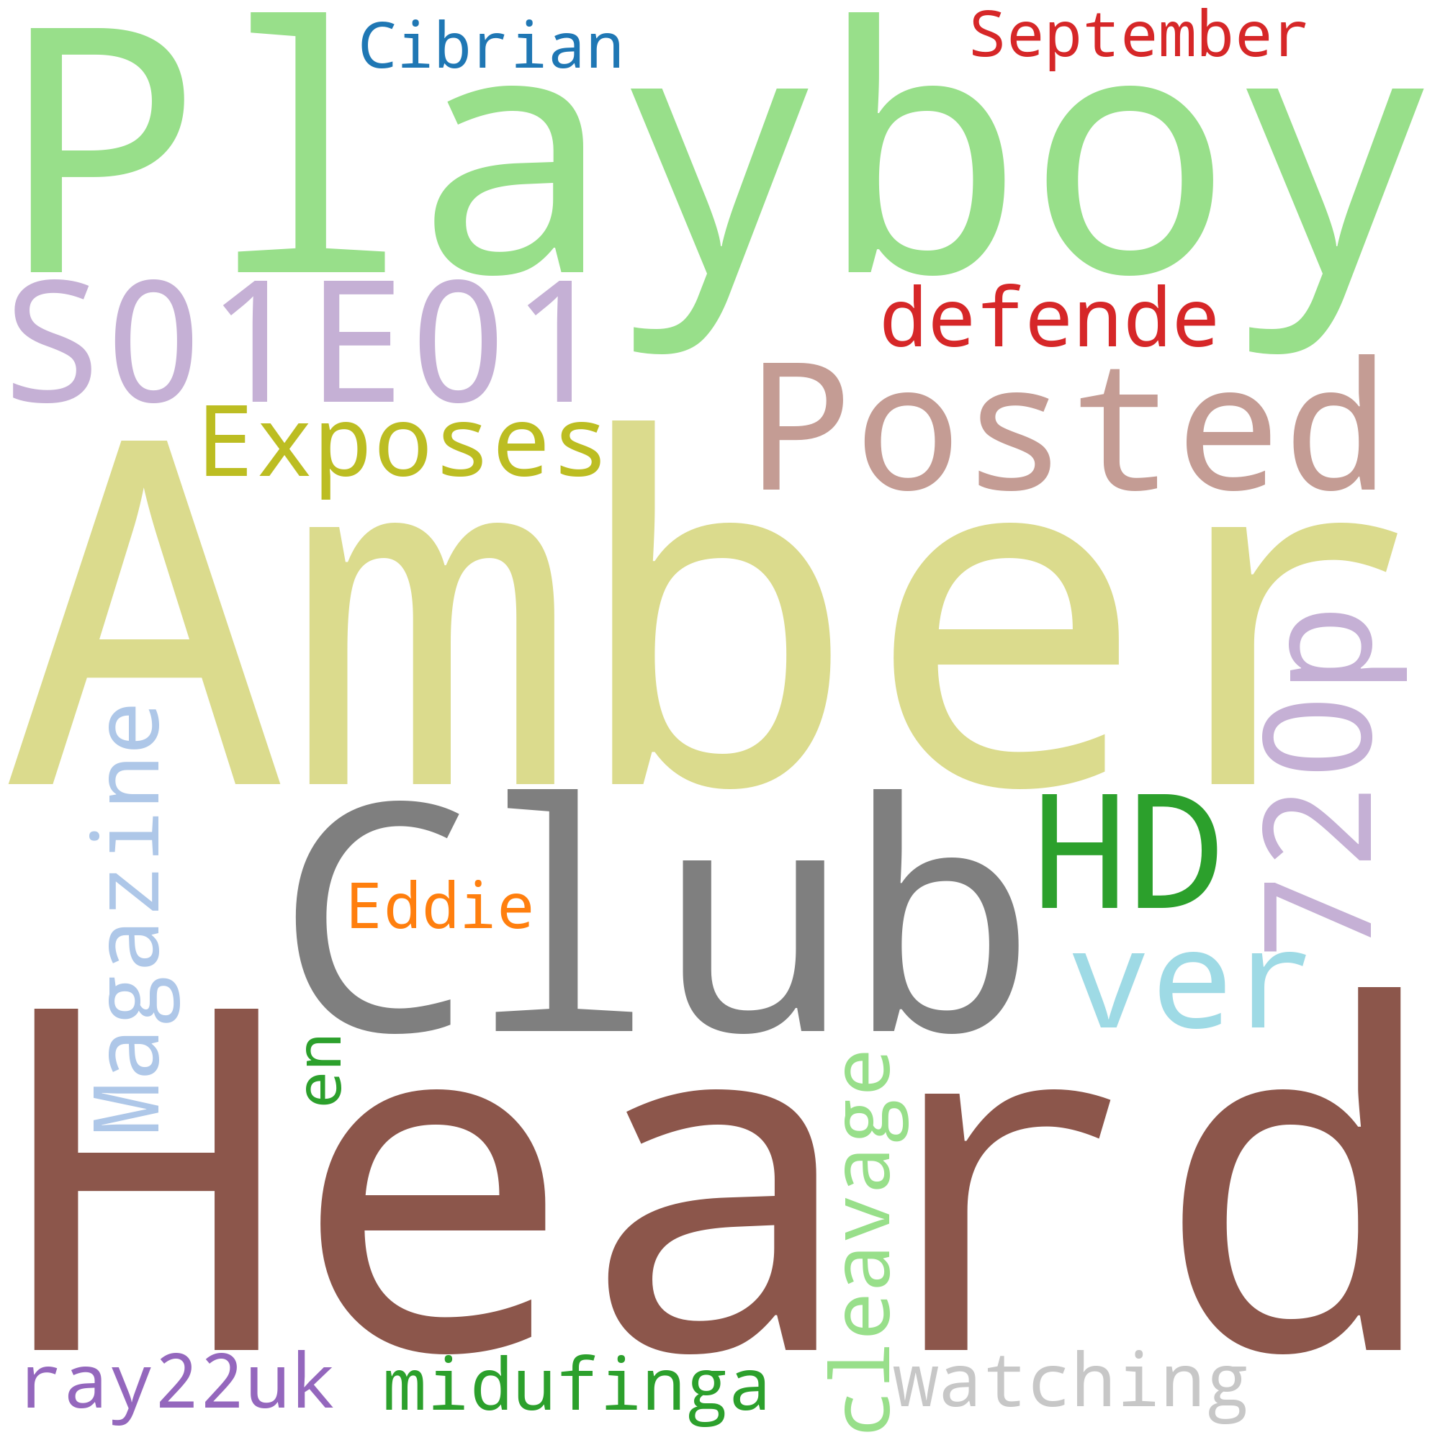 Playboy
Cibrian
September
S01E01
defende
Posted
Exposes
Amber
720p
Magazine
Club
HD
Eddie
ver
en
Heard
cleavage
ray22uk
midufinga
watching